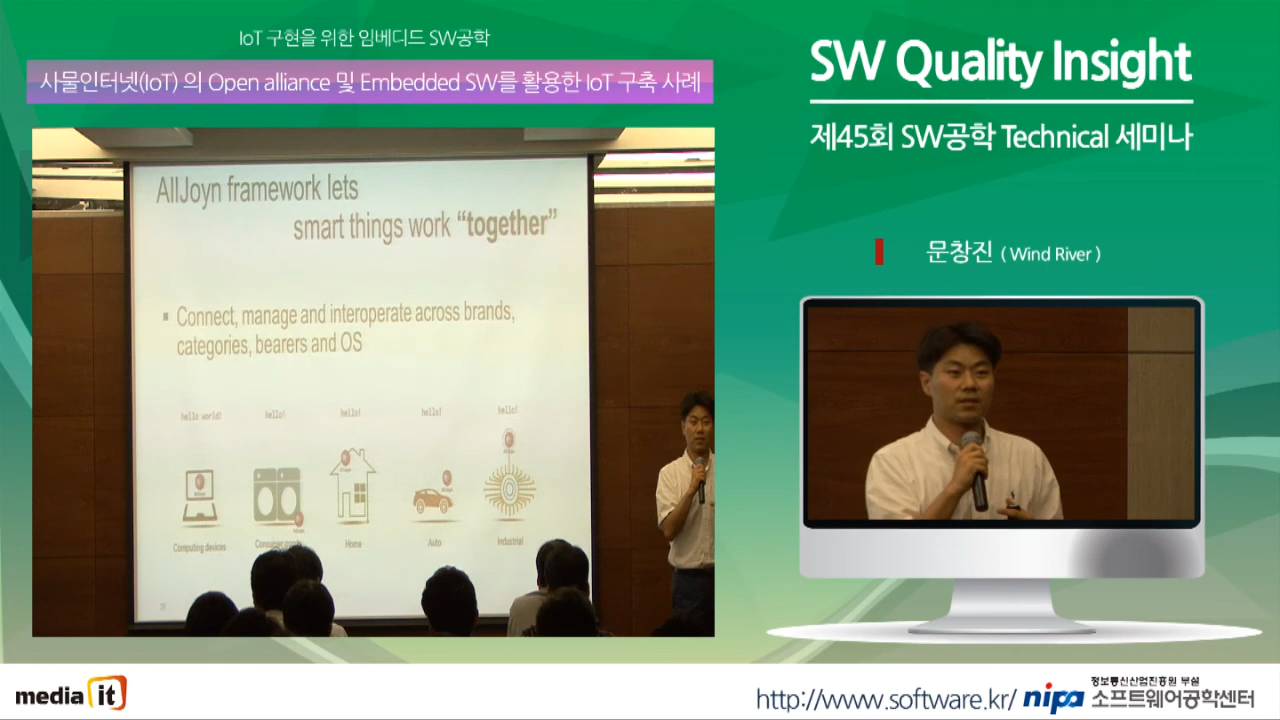 IoT 구현을 위한 임베디드 SW공학
사물인터넷(IoT) 의 Open alliance 및 Embedded SW를 활용한 IoT 구축 사례
AllJoyn framework lets
smart things work “together”
▪ Connect, manage and interoperate across brands,
categories, bearers and OS
hello world!
hello!
hello!
hello!
hello!
Computing devices
Consumer
Home
Auto
Industrial
SW Quality Insight
제45회 SW공학 Technical 세미나
문창진 ( Wind River )
media it
http://www.software.kr/
nipa
정보통신산업진흥원 부설
소프트웨어공학센터